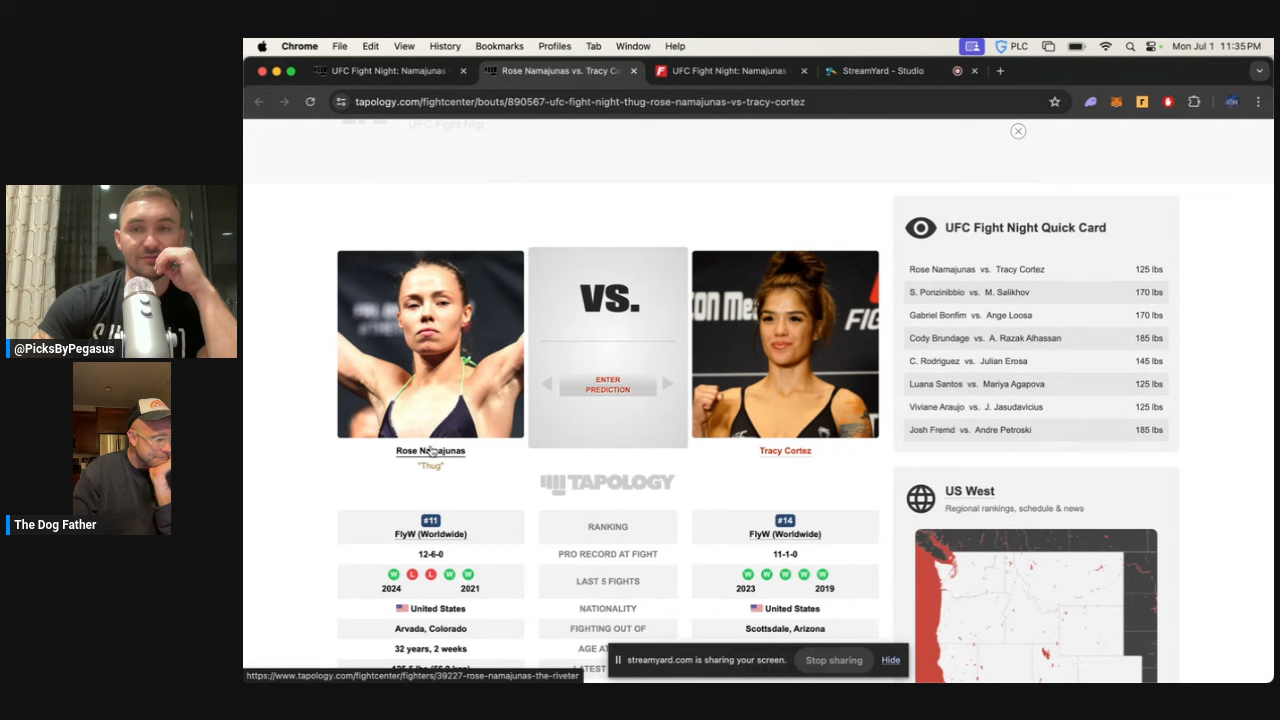 Chrome File Edit View History Bookmarks Profiles Tab Window Help PLC Mon Jul 1 11:35 PM
UFC Fight Night: Namajunas Rose Namajunas vs. Tracy Co UFC Fight Night: Namajunas StreamYard - Studio
tapology.com/fightcenter/bouts/890567-ufc-fight-night-thug-rose-namajunas-vs-tracy-cortez
UFC Fight Nigl
@PicksByPegasus
The Dog Father
VS.
ENTER
PREDICTION
Rose Namajunas
"Thug"
Tracy Cortez
TAPOLOGY
#11
FlyW (Worldwide)
RANKING
#14
FlyW (Worldwide)
12-6-0 PRO RECORD AT FIGHT 11-1-0
W L L W W
2024 2021
LAST 5 FIGHTS
W W W W W
2023 2019
United States NATIONALITY United States
Arvada, Colorado FIGHTING OUT OF Scottsdale, Arizona
32 years, 2 weeks AGE AT
LATEST
UFC Fight Night Quick Card
Rose Namajunas vs. Tracy Cortez 125 lbs
S. Ponzinibbio vs. M. Salikhov 170 lbs
Gabriel Bonfim vs. Ange Loosa 170 lbs
Cody Brundage vs. A. Razak Alhassan 185 lbs
C. Rodriguez vs. Julian Erosa 145 lbs
Luana Santos vs. Mariya Agapova 125 lbs
Viviane Araujo vs. J. Jasudavicius 125 lbs
Josh Fremd vs. Andre Petroski 185 lbs
US West
Regional rankings, schedule & news
streamyard.com is sharing your screen. Stop sharing Hide
https://www.tapology.com/fightcenter/fighters/39227-rose-namajunas-the-riveter